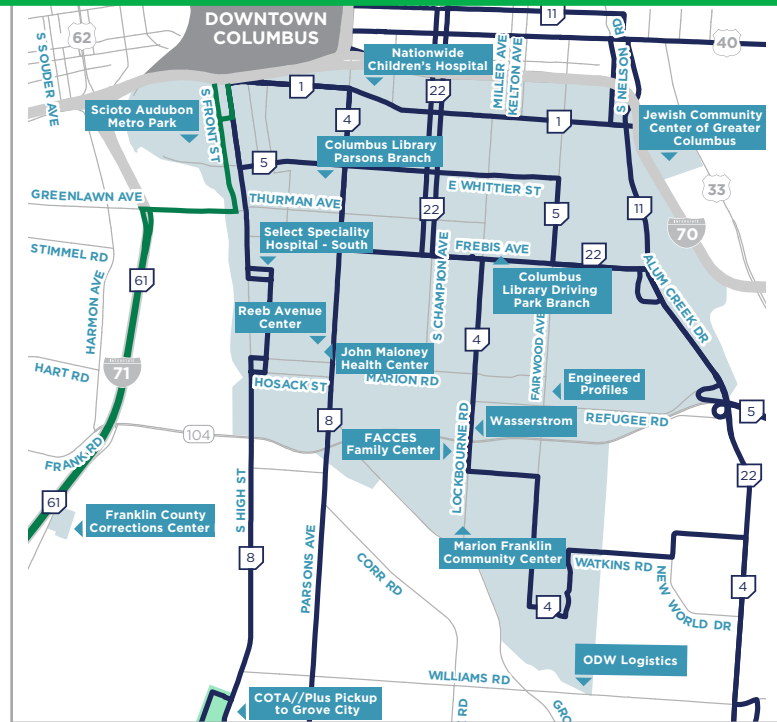 DOWNTOWN
COLUMBUS
62
S SOUDER AVE
11
40
Nationwide
Children's Hospital
MILLER AVE
KELTON AVE
S NELSON RD
22
1
4
1
Scioto Audubon
Metro Park
S FRONT ST
Jewish Community
Center of Greater
Columbus
Columbus Library
Parsons Branch
5
E WHITTIER ST
33
GREENLAWN AVE
THURMAN AVE
22
5
11
70
Select Speciality
Hospital - South
FREBIS AVE
22
STIMMEL RD
S CHAMPION AVE
ALUM CREEK DR
61
HARMON AVE
Columbus
Library Driving
Park Branch
Reeb Avenue
Center
4
FAIRWOOD AVE
John Maloney
Health Center
HART RD
INTERSTATE
71
HOSACK ST
MARION RD
Engineered
Profiles
8
LOCKBOURNE RD
Wasserstrom
REFUGEE RD
5
104
FACCES
Family Center
FRANK RD
22
61
Franklin County
Corrections Center
S HIGH ST
Marion Franklin
Community Center
8
PARSONS AVE
CORR RD
WATKINS RD
NEW WORLD DR
4
4
ODW Logistics
WILLIAMS RD
COTA//Plus Pickup
to Grove City
RD
GRO